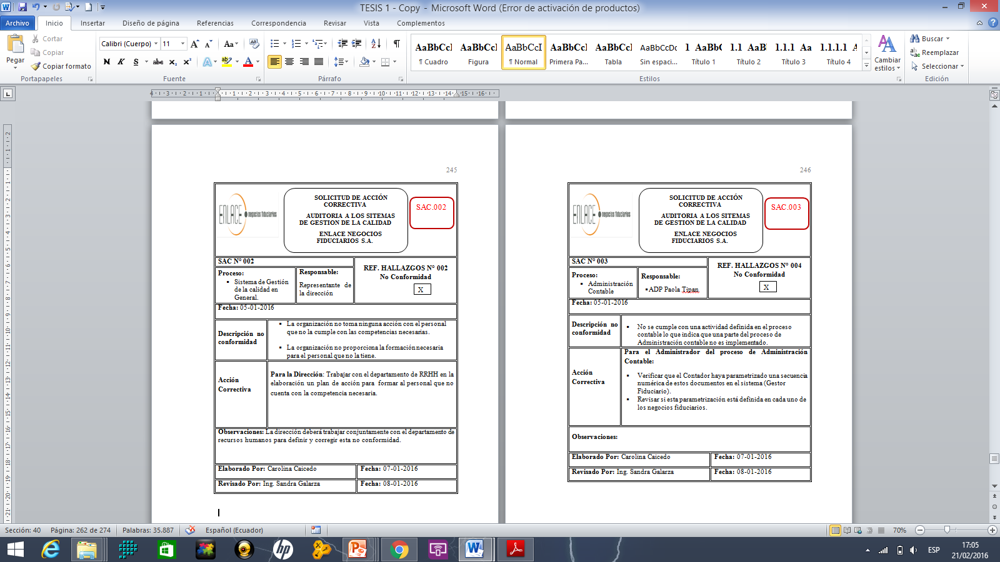 TESIS 1 - Copy - Microsoft Word (Error de activación de productos)
Archivo Inicio Insertar Diseño de página Referencias Correspondencia Revisar Vista Complementos
Pegar
Cortar
Copiar
Copiar formato
Portapapeles
Calibri (Cuerpo) 11
Fuente
Párrafo
AaBbCcI AaBbCcI AaBbCcI AaBbCcI AaBbCcI AaBbCcDc 1 AaBbC 1.1 AaB 1.1.1 Aa 1.1.1.1 A
¶ Cuadro Figura ¶ Normal Primera Pa... Tabla Sin espaci... Título 1 Título 2 Título 3 Título 4
Cambiar estilos
Estilos
Buscar
Reemplazar
Seleccionar
Edición
245
ENLACE negocios fiduciarios
SOLICITUD DE ACCIÓN
CORRECTIVA
AUDITORIA A LOS SITEMAS
DE GESTION DE LA CALIDAD
ENLACE NEGOCIOS
FIDUCIARIOS S.A.
SAC.002
SAC N° 002
REF. HALLAZGOS N° 002
No Conformidad
X
Proceso:
Sistema de Gestión
de la calidad en
General.
Responsable:
Representante de
la dirección
Fecha: 05-01-2016
Descripción no
conformidad
La organización no toma ninguna acción con el personal
que no la cumple con las competencias necesarias.
La organización no proporciona la formación necesaria
para el personal que no la tiene.
Acción
Correctiva
Para la Dirección: Trabajar con el departamento de RRHH en la
elaboración un plan de acción para formar al personal que no
cuenta con la competencia necesaria.
Observaciones: La dirección deberá trabajar conjuntamente con el departamento de
recursos humanos para definir y corregir esta no conformidad.
Elaborado Por: Carolina Caicedo Fecha: 07-01-2016
Revisado Por: Ing. Sandra Galarza Fecha: 08-01-2016
246
ENLACE negocios fiduciarios
SOLICITUD DE ACCIÓN
CORRECTIVA
AUDITORIA A LOS SITEMAS
DE GESTION DE LA CALIDAD
ENLACE NEGOCIOS
FIDUCIARIOS S.A.
SAC.003
SAC N° 003
REF. HALLAZGOS N° 004
No Conformidad
X
Proceso:
Administración
Contable
Responsable:
ADP Paola Tipan
Fecha: 05-01-2016
Descripción no
conformidad
No se cumple con una actividad definida en el proceso
contable lo que indica que una parte del proceso de
Administración contable no es implementado.
Acción
Correctiva
Para el Administrador del proceso de Administración
Contable:
Verificar que el Contador haya parametrizado una secuencia
numérica de estos documentos en el sistema (Gestor
Fiduciario).
Revisar si esta parametrización está definida en cada uno de
los negocios fiduciarios.
Observaciones:
Elaborado Por: Carolina Caicedo Fecha: 07-01-2016
Revisado Por: Ing. Sandra Galarza Fecha: 08-01-2016
Sección: 40 Página: 262 de 274 Palabras: 35.887 Español (Ecuador) 70%
ESP 17:05
21/02/2016